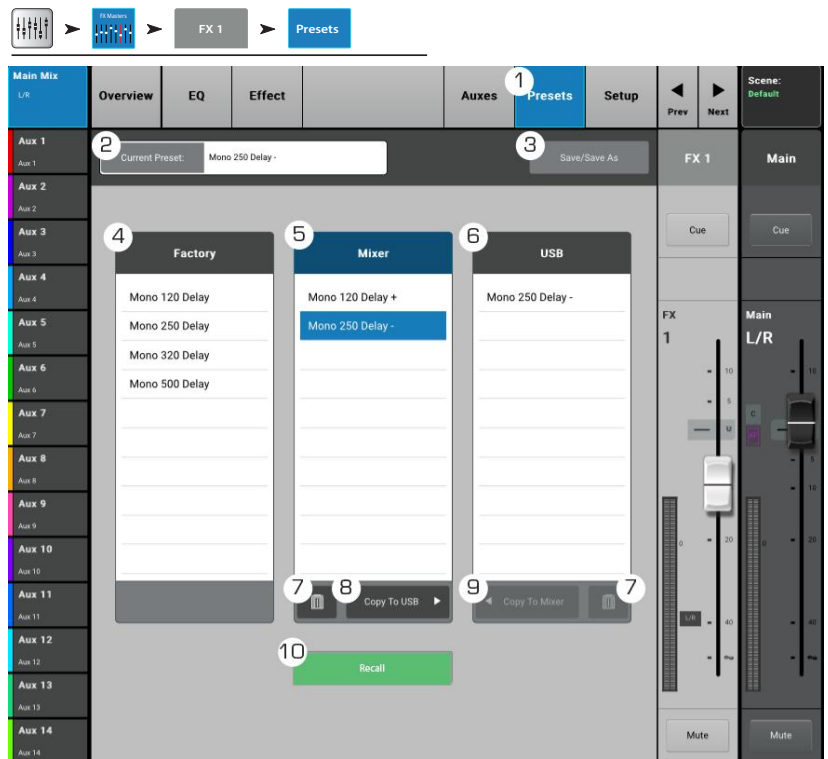 FX Masters
FX 1
Presets
Main Mix
L/R
Overview
EQ
Effect
Auxes
1
Presets
Setup
Prev
Next
Scene:
Default
Aux 1
Aux 1
Aux 2
Aux 2
Aux 3
Aux 3
Aux 4
Aux 4
Aux 5
Aux 5
Aux 6
Aux 6
Aux 7
Aux 7
Aux 8
Aux 8
Aux 9
Aux 9
Aux 10
Aux 10
Aux 11
Aux 11
Aux 12
Aux 12
Aux 13
Aux 13
Aux 14
Aux 14
2
Current Preset:
Mono 250 Delay -
3
Save/Save As
4
Factory
Mono 120 Delay
Mono 250 Delay
Mono 320 Delay
Mono 500 Delay
5
Mixer
Mono 120 Delay +
Mono 250 Delay -
6
USB
Mono 250 Delay -
7
8
Copy To USB
9
Copy To Mixer
7
10
Recall
FX 1
Cue
FX
1
10
5
U
0
20
L/R
40
∞
Mute
Main
Cue
Main
L/R
10
C
5
10
0
20
40
∞
Mute